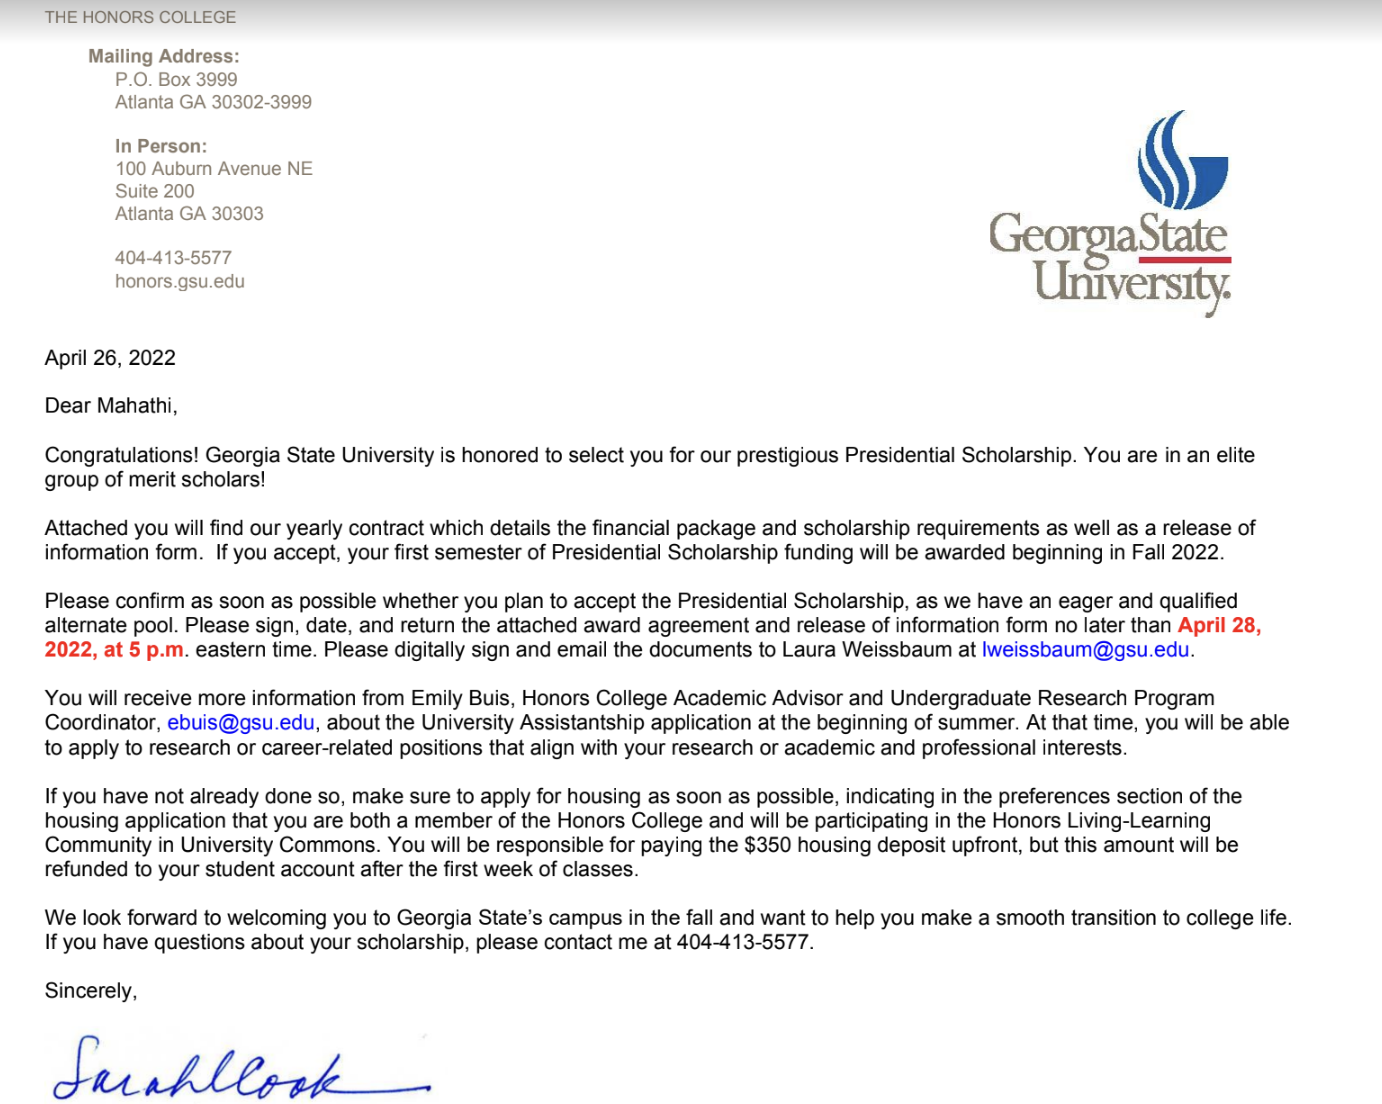 THE HONORS COLLEGE
Mailing Address:
P.O. Box 3999
Atlanta GA 30302-3999
In Person:
100 Auburn Avenue NE
Suite 200
Atlanta GA 30303
404-413-5577
honors.gsu.edu
GeorgiaState
University.
April 26, 2022
Dear Mahathi,
Congratulations! Georgia State University is honored to select you for our prestigious Presidential Scholarship. You are in an elite
group of merit scholars!
Attached you will find our yearly contract which details the financial package and scholarship requirements as well as a release of
information form.  If you accept, your first semester of Presidential Scholarship funding will be awarded beginning in Fall 2022.
Please confirm as soon as possible whether you plan to accept the Presidential Scholarship, as we have an eager and qualified
alternate pool. Please sign, date, and return the attached award agreement and release of information form no later than April 28,
2022, at 5 p.m. eastern time. Please digitally sign and email the documents to Laura Weissbaum at lweissbaum@gsu.edu.
You will receive more information from Emily Buis, Honors College Academic Advisor and Undergraduate Research Program
Coordinator, ebuis@gsu.edu, about the University Assistantship application at the beginning of summer. At that time, you will be able
to apply to research or career-related positions that align with your research or academic and professional interests.
If you have not already done so, make sure to apply for housing as soon as possible, indicating in the preferences section of the
housing application that you are both a member of the Honors College and will be participating in the Honors Living-Learning
Community in University Commons. You will be responsible for paying the $350 housing deposit upfront, but this amount will be
refunded to your student account after the first week of classes.
We look forward to welcoming you to Georgia State’s campus in the fall and want to help you make a smooth transition to college life.
If you have questions about your scholarship, please contact me at 404-413-5577.
Sincerely,
Sarah L Cook